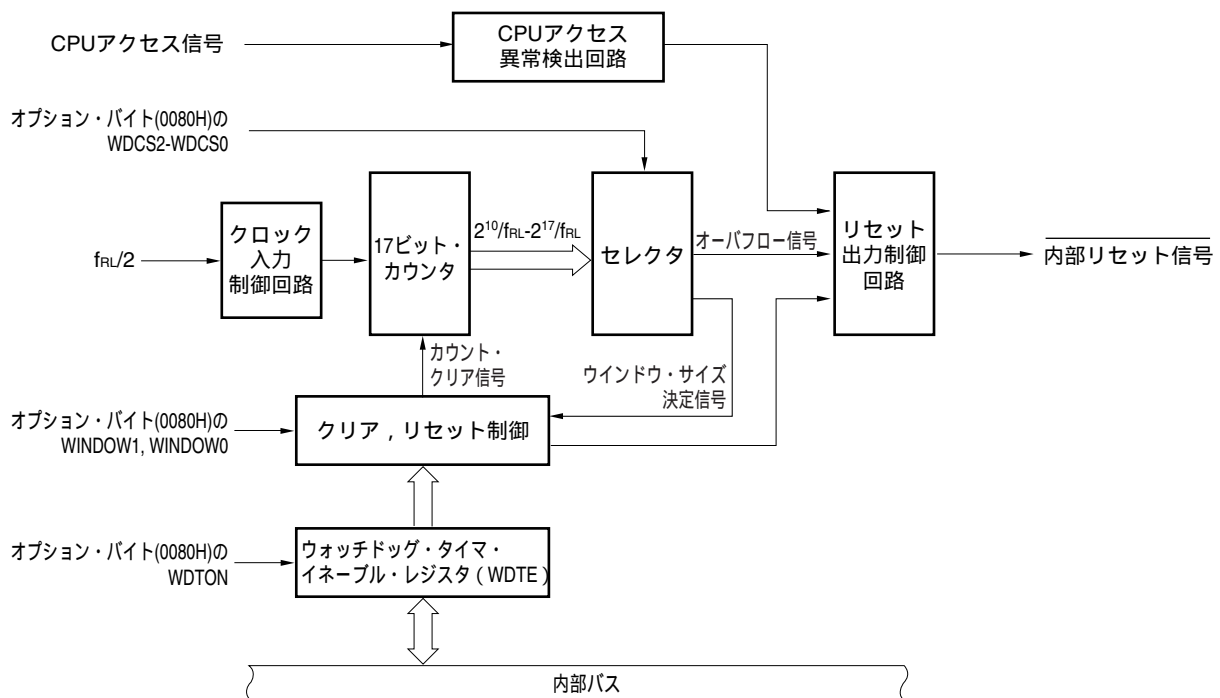 CPUアクセス信号
CPUアクセス
異常検出回路
オプション・バイト(0080H)の
WDCS2-WDCS0
fRL/2
クロック
入力
制御回路
17ビット・
カウンタ
2^10/fRL-2^17/fRL
セレクタ
オーバフロー信号
リセット
出力制御
回路
内部リセット信号
カウント・
クリア信号
ウインドウ・サイズ
決定信号
オプション・バイト(0080H)の
WINDOW1, WINDOW0
クリア，リセット制御
オプション・バイト(0080H)の
WDTON
ウォッチドッグ・タイマ・
イネーブル・レジスタ（WDTE）
内部バス